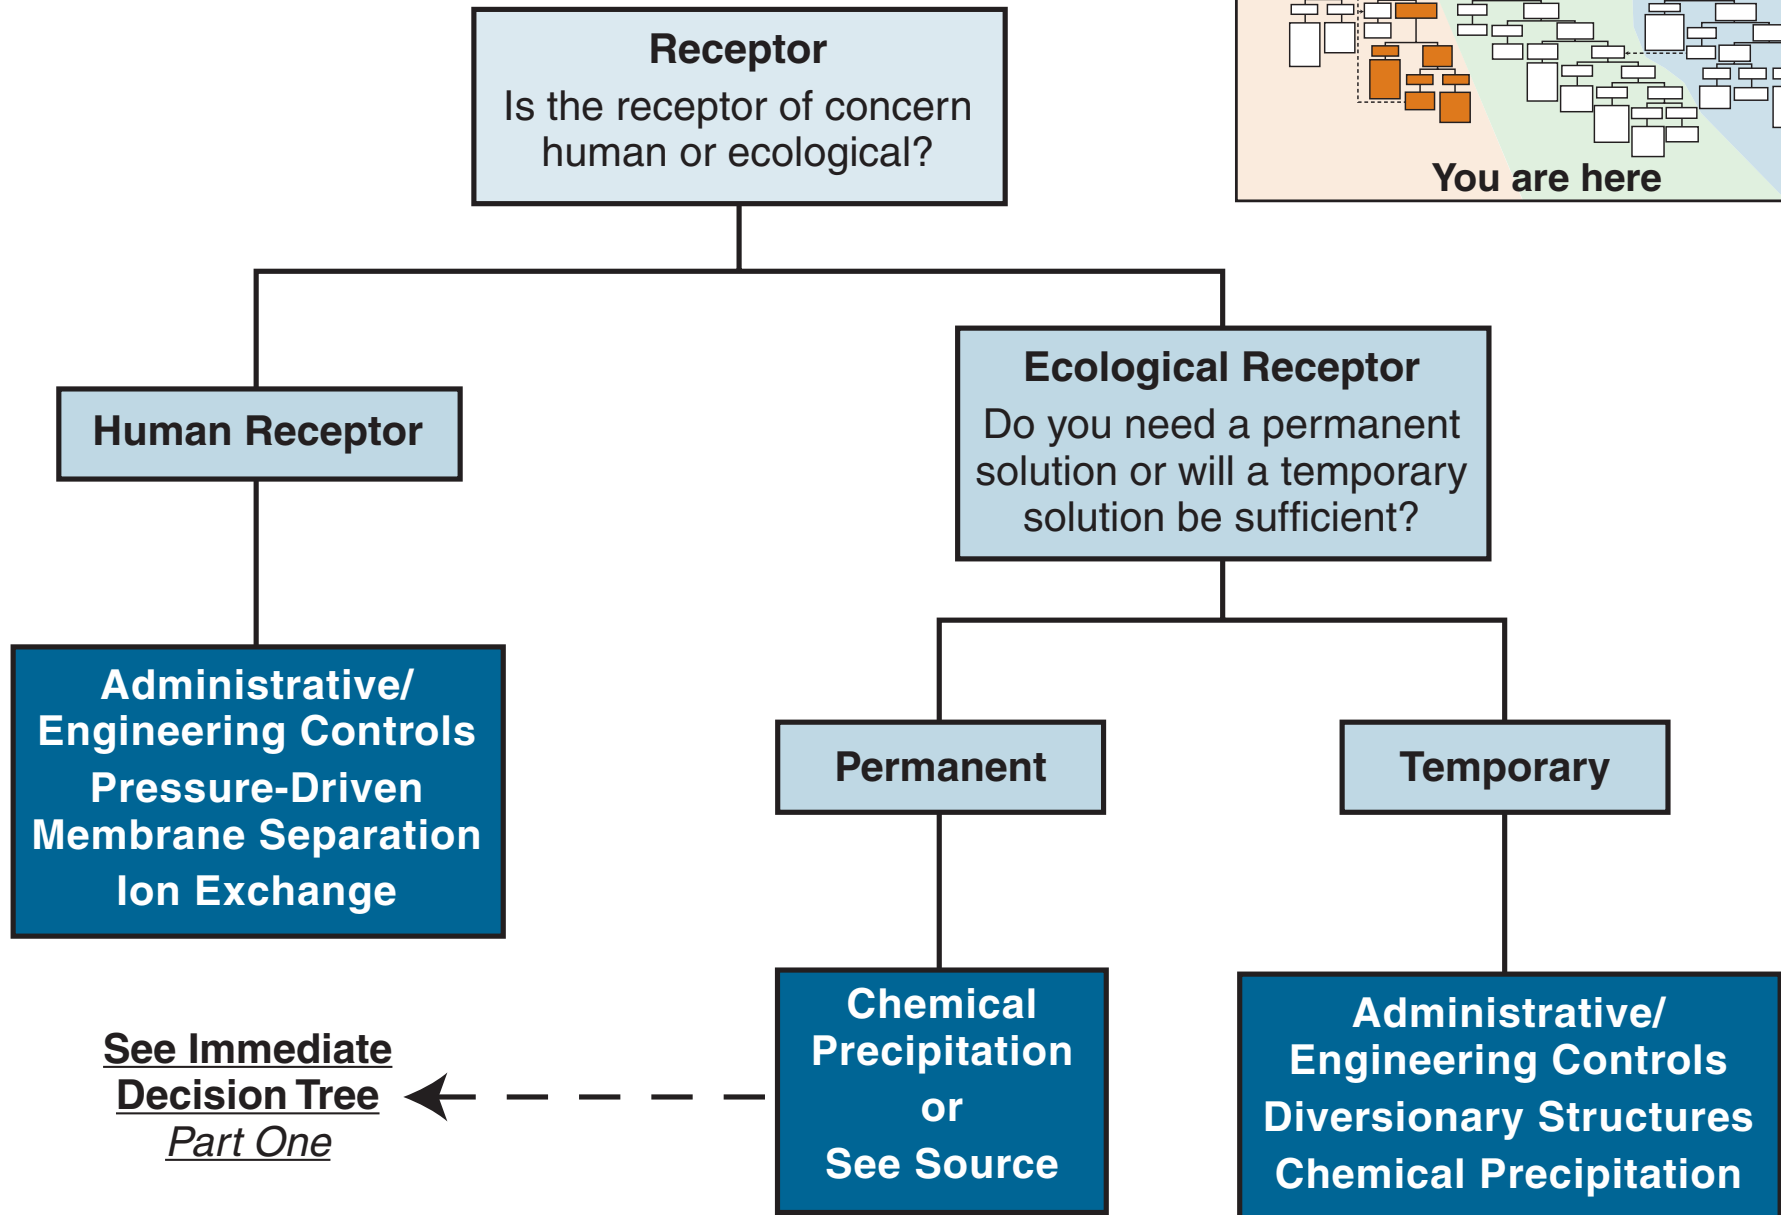 Receptor
Is the receptor of concern
human or ecological?
You are here
Human Receptor
Ecological Receptor
Do you need a permanent
solution or will a temporary
solution be sufficient?
Administrative/
Engineering Controls
Pressure-Driven
Membrane Separation
Ion Exchange
Permanent
Temporary
See Immediate
Decision Tree
Part One
Chemical
Precipitation
or
See Source
Administrative/
Engineering Controls
Diversionary Structures
Chemical Precipitation